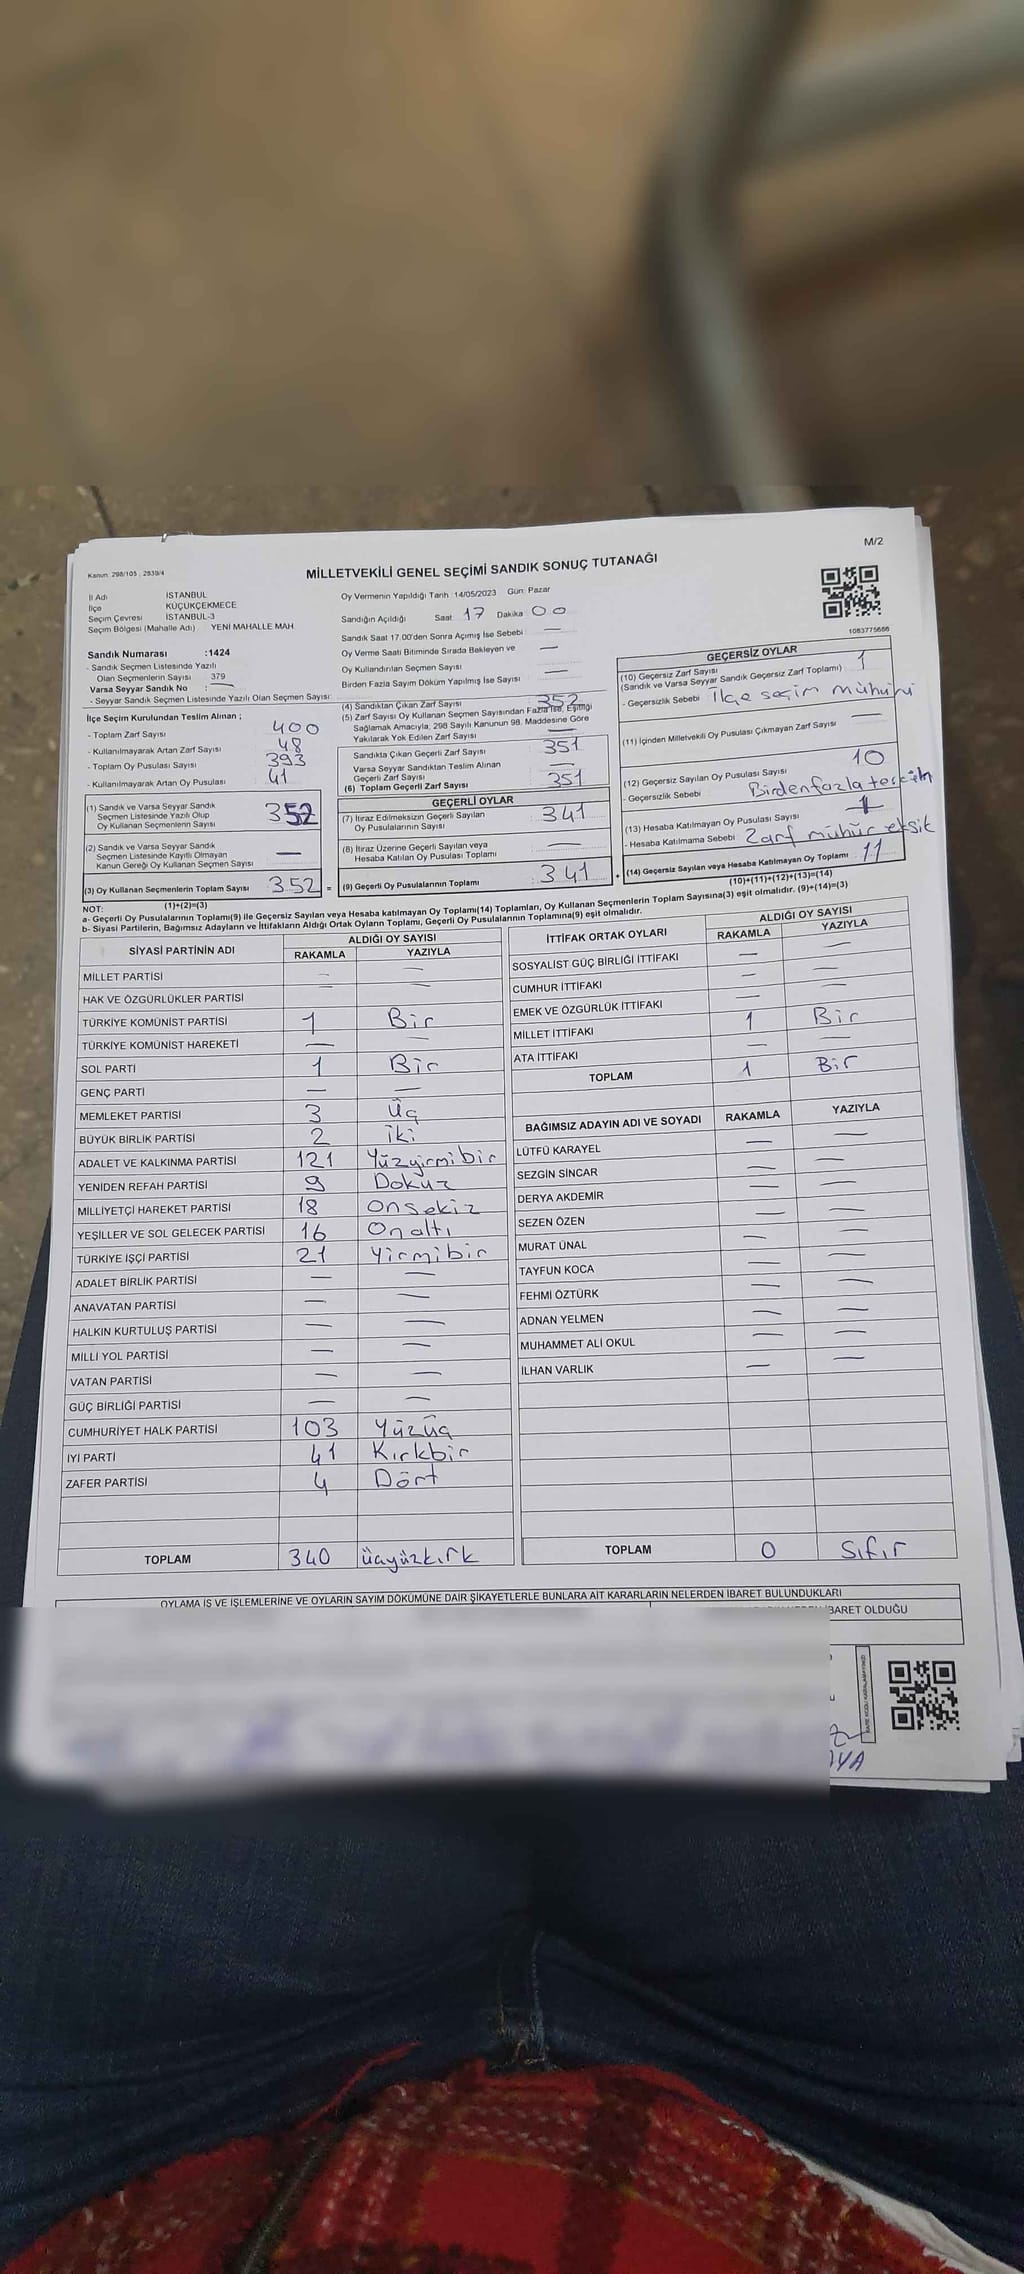 M/2
Kanun: 298/105 ; 2839/4
MİLLETVEKİLİ GENEL SEÇİMİ SANDIK SONUÇ TUTANAĞI
İl Adı İSTANBUL
İlçe KÜÇÜKÇEKMECE
Seçim Çevresi İSTANBUL-3
Seçim Bölgesi (Mahalle Adı) YENİ MAHALLE MAH.
Sandık Numarası :1424
- Sandık Seçmen Listesinde Yazılı
Olan Seçmenlerin Sayısı 379
Varsa Seyyar Sandık No : —
- Seyyar Sandık Seçmen Listesinde Yazılı Olan Seçmen Sayısı:
Oy Vermenin Yapıldığı Tarih :14/05/2023 Gün: Pazar
Sandığın Açıldığı Saat 17 Dakika 00
Sandık Saat 17.00'den Sonra Açımış İse Sebebi —
Oy Verme Saati Bitiminde Sırada Bekleyen ve —
Oy Kullandırılan Seçmen Sayısı —
Birden Fazla Sayım Döküm Yapılmış İse Sayısı —
1083775686
İlçe Seçim Kurulundan Teslim Alınan ;
- Toplam Zarf Sayısı 400
- Kullanılmayarak Artan Zarf Sayısı 48
- Toplam Oy Pusulası Sayısı 393
- Kullanılmayarak Artan Oy Pusulası 41
(1) Sandık ve Varsa Seyyar Sandık
Seçmen Listesinde Yazılı Olup
Oy Kullanan Seçmenlerin Sayısı 352
(2) Sandık ve Varsa Seyyar Sandık
Seçmen Listesinde Kayıtlı Olmayan
Kanun Gereği Oy Kullanan Seçmen Sayısı —
(3) Oy Kullanan Seçmenlerin Toplam Sayısı 352 =
(1)+(2)=(3)
(4) Sandıktan Çıkan Zarf Sayısı 352
(5) Zarf Sayısı Oy Kullanan Seçmen Sayısından Fazla İse, Eşitliği
Sağlamak Amacıyla; 298 Sayılı Kanunun 98. Maddesine Göre
Yakılarak Yok Edilen Zarf Sayısı —
Sandıkta Çıkan Geçerli Zarf Sayısı 351
Varsa Seyyar Sandıktan Teslim Alınan
Geçerli Zarf Sayısı —
(6) Toplam Geçerli Zarf Sayısı 351
GEÇERLİ OYLAR
(7) İtiraz Edilmeksizin Geçerli Sayılan
Oy Pusulalarının Sayısı 341
(8) İtiraz Üzerine Geçerli Sayılan veya
Hesaba Katılan Oy Pusulası Toplamı —
(9) Geçerli Oy Pusulalarının Toplamı 341 +
GEÇERSİZ OYLAR
(10) Geçersiz Zarf Sayısı 1
(Sandık ve Varsa Seyyar Sandık Geçersiz Zarf Toplamı)
- Geçersizlik Sebebi ilçe seçim mühürü
(11) İçinden Milletvekili Oy Pusulası Çıkmayan Zarf Sayısı —
(12) Geçersiz Sayılan Oy Pusulası Sayısı 10
- Geçersizlik Sebebi Birdenfazla tercih
(13) Hesaba Katılmayan Oy Pusulası Sayısı
- Hesaba Katılmama Sebebi Zarf mühür eksik
(14) Geçersiz Sayılan veya Hesaba Katılmayan Oy Toplamı 11
(10)+(11)+(12)+(13)=(14)
NOT:
a- Geçerli Oy Pusulalarının Toplamı(9) ile Geçersiz Sayılan veya Hesaba katılmayan Oy Toplamı(14) Toplamları, Oy Kullanan Seçmenlerin Toplam Sayısına(3) eşit olmalıdır. (9)+(14)=(3)
b- Siyasi Partilerin, Bağımsız Adayların ve İttifakların Aldığı Ortak Oyların Toplamı, Geçerli Oy Pusulalarının Toplamına(9) eşit olmalıdır.
SİYASİ PARTİNİN ADI ALDIĞI OY SAYISI
RAKAMLA YAZIYLA
MİLLET PARTİSİ — —
HAK VE ÖZGÜRLÜKLER PARTİSİ — —
TÜRKİYE KOMÜNİST PARTİSİ 1 Bir
TÜRKİYE KOMÜNİST HAREKETİ — —
SOL PARTİ 1 Bir
GENÇ PARTİ — —
MEMLEKET PARTİSİ 3 Üç
BÜYÜK BİRLİK PARTİSİ 2 İki
ADALET VE KALKINMA PARTİSİ 121 Yüzyirmibir
YENİDEN REFAH PARTİSİ 9 Dokuz
MİLLİYETÇİ HAREKET PARTİSİ 18 Onsekiz
YEŞİLLER VE SOL GELECEK PARTİSİ 16 Onaltı
TÜRKİYE İŞÇİ PARTİSİ 21 Yirmibir
ADALET BİRLİK PARTİSİ — —
ANAVATAN PARTİSİ — —
HALKIN KURTULUŞ PARTİSİ — —
MİLLİ YOL PARTİSİ — —
VATAN PARTİSİ — —
GÜÇ BİRLİĞİ PARTİSİ — —
CUMHURİYET HALK PARTİSİ 103 Yüzüç
İYİ PARTİ 41 Kırkbir
ZAFER PARTİSİ 4 Dört
TOPLAM 340 üçyüzkırk
İTTİFAK ORTAK OYLARI ALDIĞI OY SAYISI
RAKAMLA YAZIYLA
SOSYALİST GÜÇ BİRLİĞİ İTTİFAKI — —
CUMHUR İTTİFAKI — —
EMEK VE ÖZGÜRLÜK İTTİFAKI — —
MİLLET İTTİFAKI 1 Bir
ATA İTTİFAKI — —
TOPLAM 1 Bir
BAĞIMSIZ ADAYIN ADI VE SOYADI RAKAMLA YAZIYLA
LÜTFÜ KARAYEL — —
SEZGİN SİNCAR — —
DERYA AKDEMİR — —
SEZEN ÖZEN — —
MURAT ÜNAL — —
TAYFUN KOCA — —
FEHMİ ÖZTÜRK — —
ADNAN YELMEN — —
MUHAMMET ALİ OKUL — —
İLHAN VARLIK — —
TOPLAM 0 Sıfır
OYLAMA İŞ VE İŞLEMLERİNE VE OYLARIN SAYIM DÖKÜMÜNE DAİR ŞİKAYETLERLE BUNLARA AİT KARARLARIN NELERDEN İBARET BULUNDUKLARI
İBARET OLDUĞU